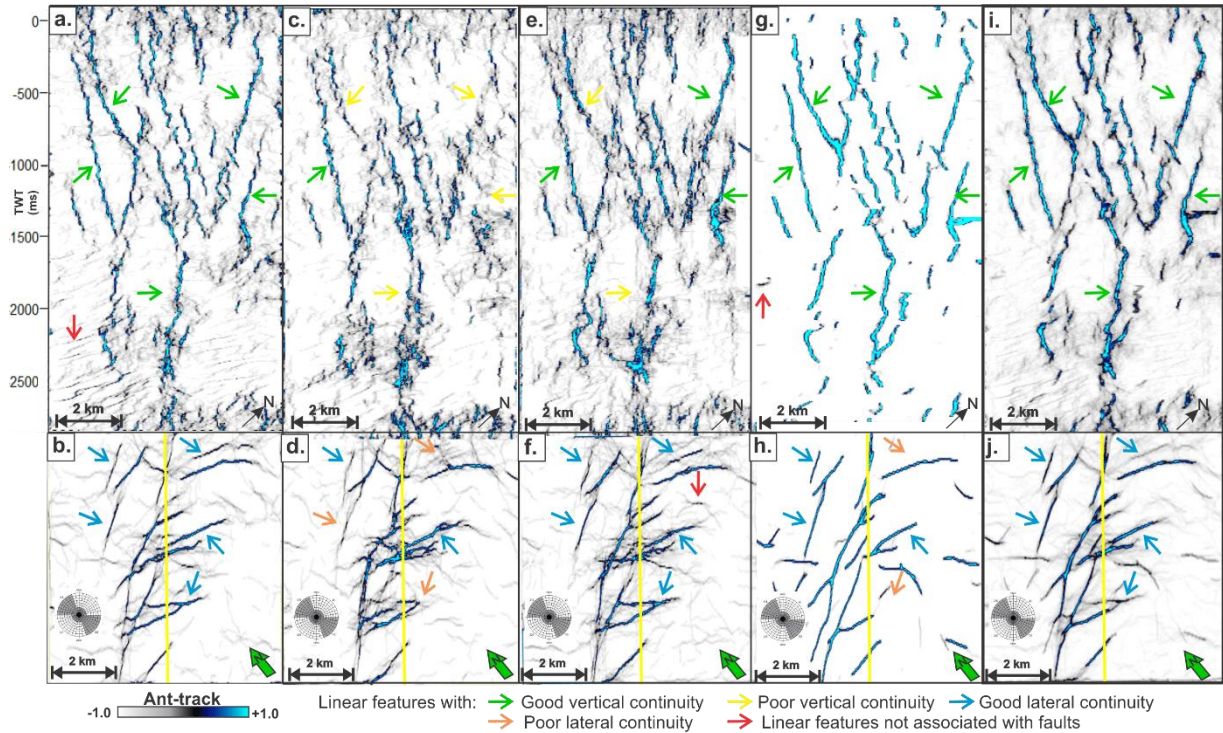 a.
c.
e.
g.
i.
0
-500
1000
TWT
(ms)
1500
2000
2500
2 km
N
2 km
N
2 km
N
2 km
N
2 km
N
b.
d.
f.
h.
j.
2 km
2 km
2 km
2 km
2 km
Ant-track
-1.0 +1.0
Linear features with: Good vertical continuity Poor vertical continuity Good lateral continuity
Poor lateral continuity Linear features not associated with faults